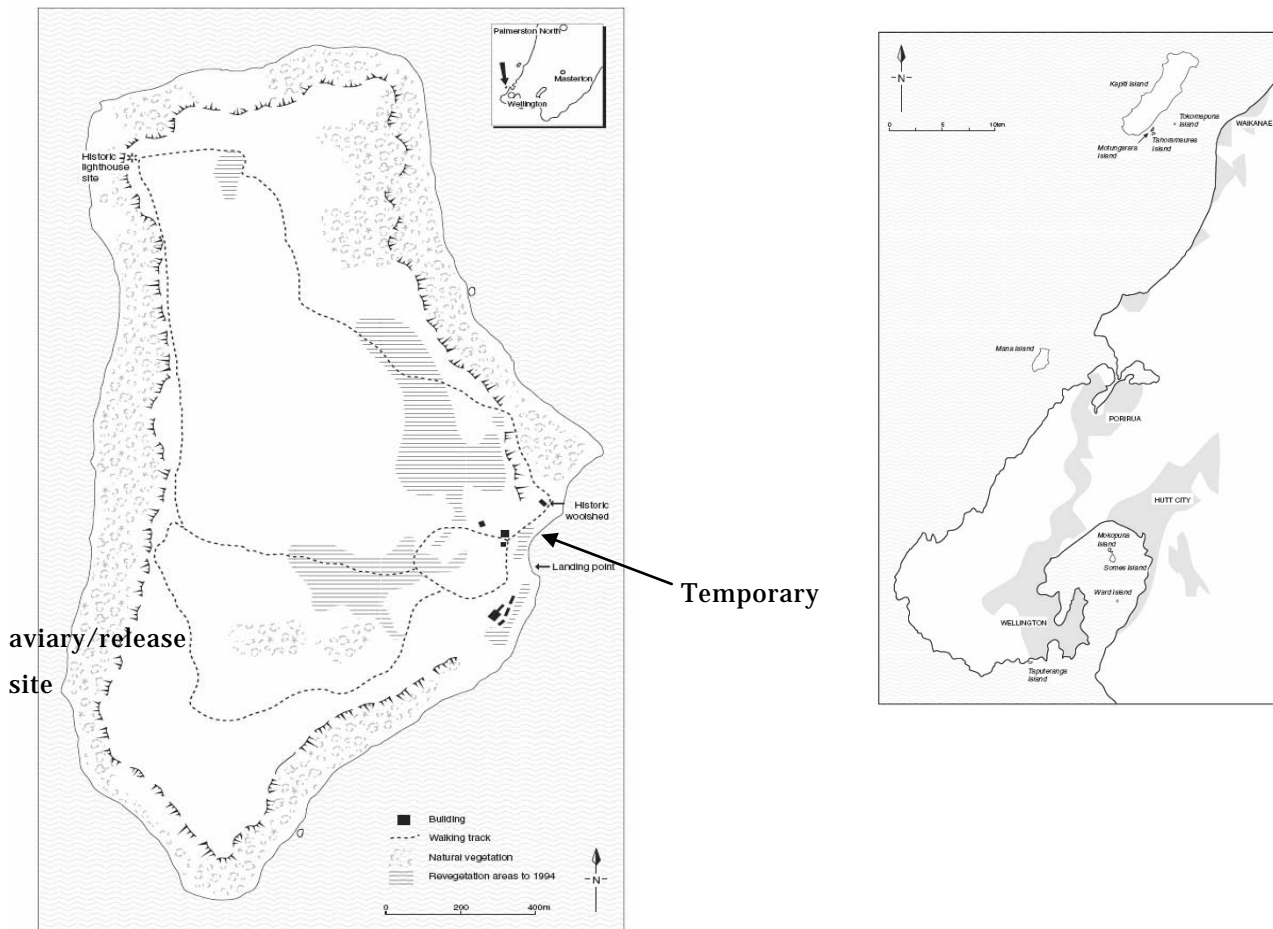 Palmerston North
Masterton
Wellington
Historic
lighthouse
site
Historic
woolshed
Landing point
Temporary
aviary/release
site
Building
Walking track
Natural vegetation
Revegetation areas to 1994
N
0 200 400m
N
0 5 10km
Kapiti Island
Tokomapuna
Island
WAIKANAE
Tahoramaurea
Island
Motungarara
Island
Mana Island
PORIRUA
HUTT CITY
Mokopuna
Island
Somes Island
Ward Island
WELLINGTON
Taputeranga
Island